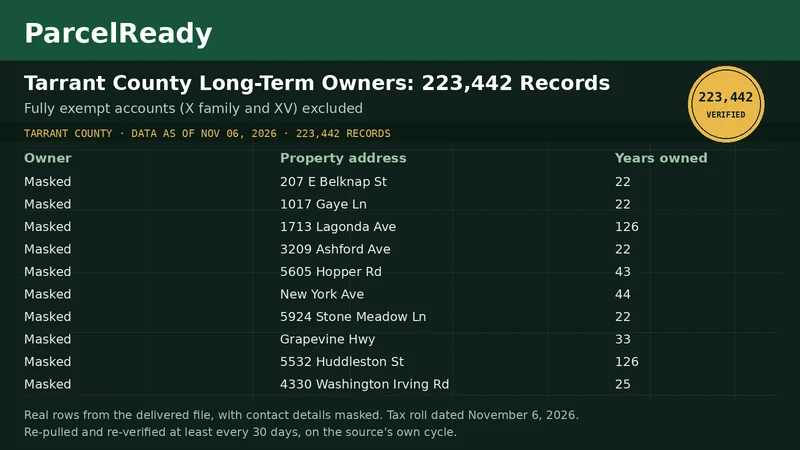 ParcelReady
Tarrant County Long-Term Owners: 223,442 Records
Fully exempt accounts (X family and XV) excluded
223,442
VERIFIED
TARRANT COUNTY · DATA AS OF NOV 06, 2026 · 223,442 RECORDS
Owner Property address Years owned
Masked 207 E Belknap St 22
Masked 1017 Gaye Ln 22
Masked 1713 Lagonda Ave 126
Masked 3209 Ashford Ave 22
Masked 5605 Hopper Rd 43
Masked New York Ave 44
Masked 5924 Stone Meadow Ln 22
Masked Grapevine Hwy 33
Masked 5532 Huddleston St 126
Masked 4330 Washington Irving Rd 25
Real rows from the delivered file, with contact details masked. Tax roll dated November 6, 2026.
Re-pulled and re-verified at least every 30 days, on the source's own cycle.